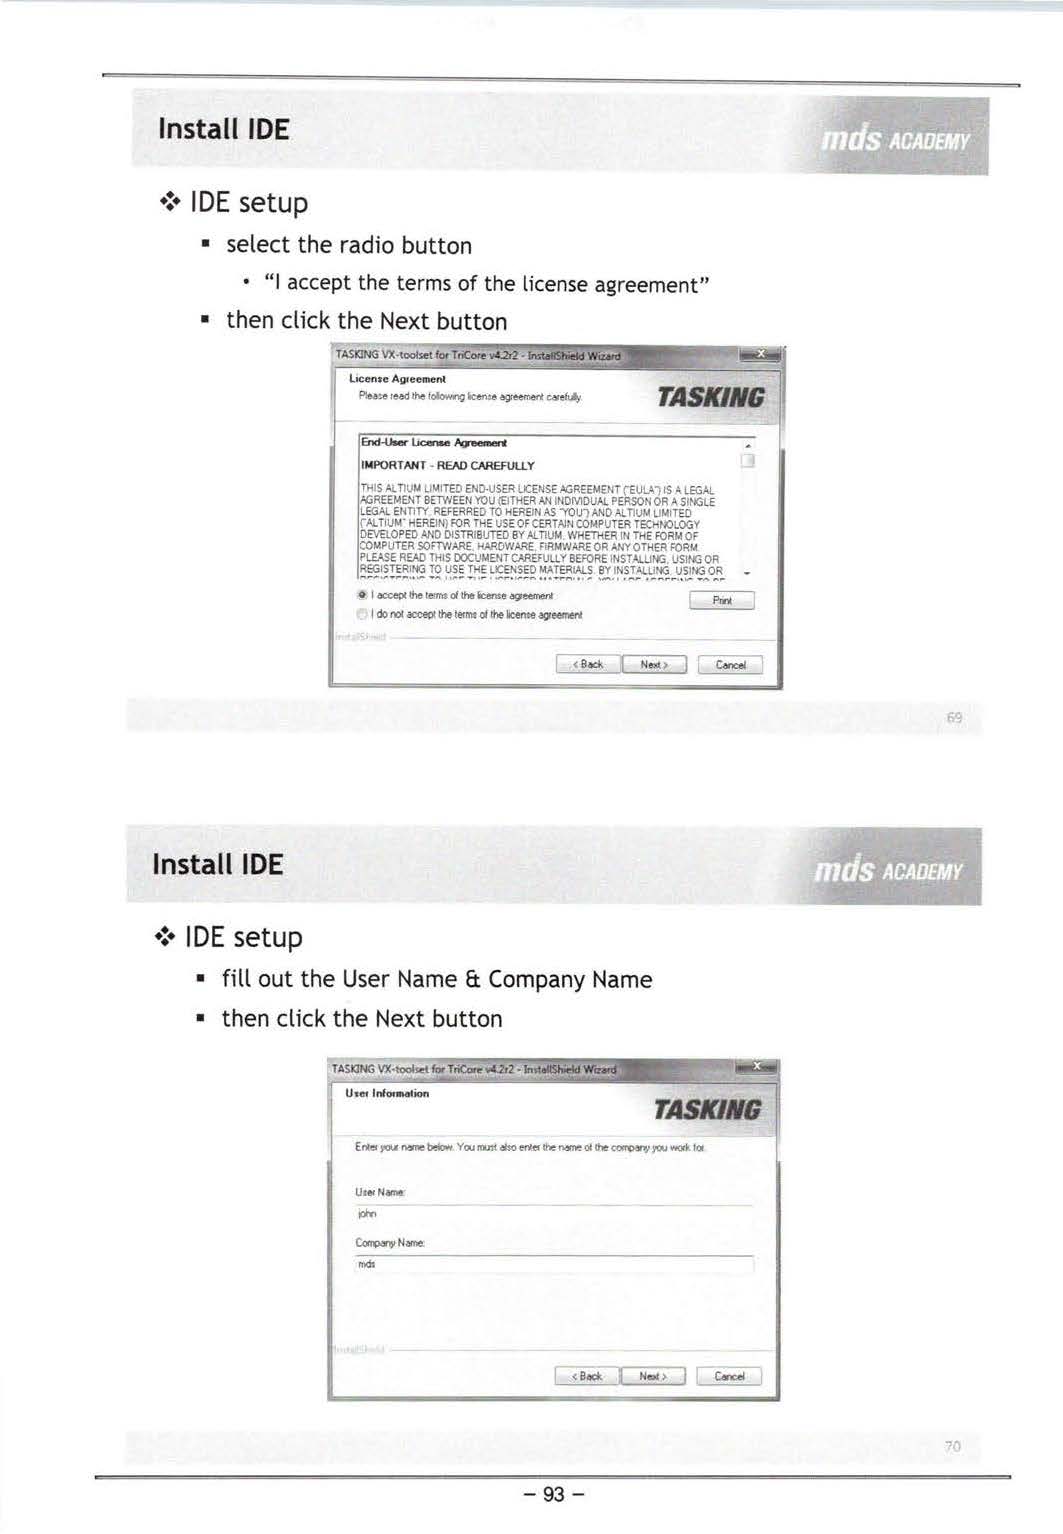 Install IDE
mds ACADEMY
❖ IDE setup
▪ select the radio button
• “I accept the terms of the license agreement”
▪ then click the Next button
TASKING VX-toolset for TriCore v4.2r2 - InstallShield Wizard
License Agreement
Please read the following license agreement carefully.
TASKING
End-User License Agreement
IMPORTANT - READ CAREFULLY
THIS ALTIUM LIMITED END-USER LICENSE AGREEMENT ("EULA") IS A LEGAL
AGREEMENT BETWEEN YOU (EITHER AN INDIVIDUAL PERSON OR A SINGLE
LEGAL ENTITY, REFERRED TO HEREIN AS "YOU") AND ALTIUM LIMITED
("ALTIUM" HEREIN) FOR THE USE OF CERTAIN COMPUTER TECHNOLOGY
DEVELOPED AND DISTRIBUTED BY ALTIUM, WHETHER IN THE FORM OF
COMPUTER SOFTWARE, HARDWARE, FIRMWARE OR ANY OTHER FORM.
PLEASE READ THIS DOCUMENT CAREFULLY BEFORE INSTALLING, USING OR
REGISTERING TO USE THE LICENSED MATERIALS. BY INSTALLING, USING OR
I accept the terms of the license agreement
Print
I do not accept the terms of the license agreement
InstallShield
< Back
Next >
Cancel
69
Install IDE
mds ACADEMY
❖ IDE setup
▪ fill out the User Name & Company Name
▪ then click the Next button
TASKING VX-toolset for TriCore v4.2r2 - InstallShield Wizard
User Information
TASKING
Enter your name below. You must also enter the name of the company you work for.
User Name:
john
Company Name:
mds
InstallShield
< Back
Next >
Cancel
70
- 93 -